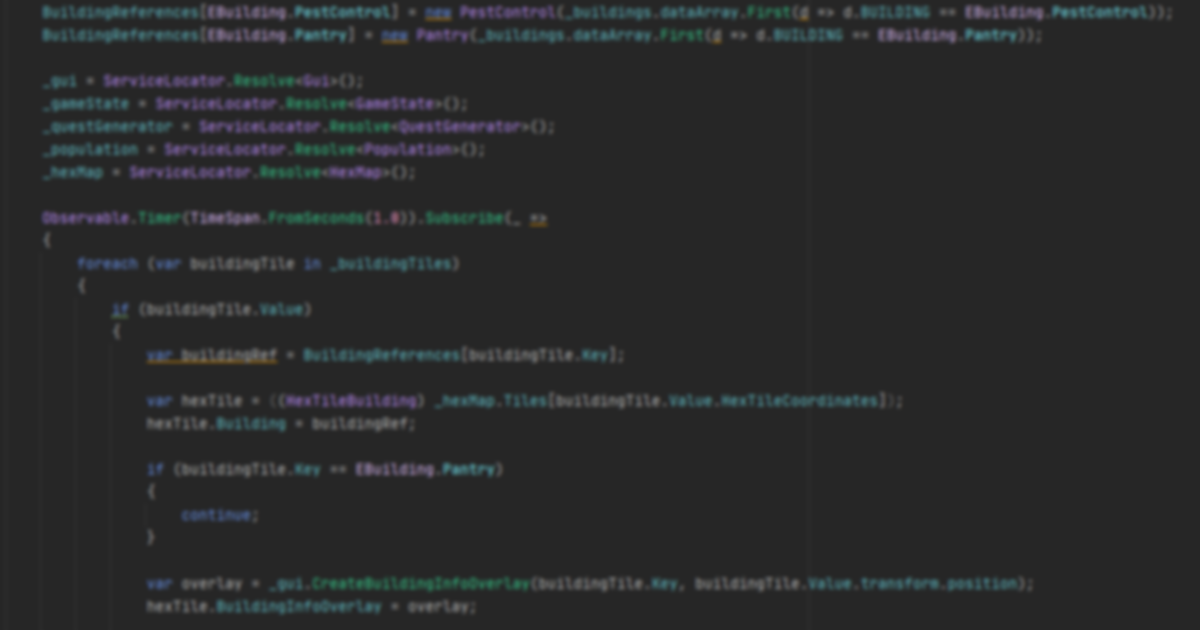 BuildingReferences[EBuilding.PestControl] = new PestControl(_buildings.dataArray.First(d => d.BUILDING == EBuilding.PestControl));
BuildingReferences[EBuilding.Pantry] = new Pantry(_buildings.dataArray.First(d => d.BUILDING == EBuilding.Pantry));
_gui = ServiceLocator.Resolve<Gui>();
_gameState = ServiceLocator.Resolve<GameState>();
_questGenerator = ServiceLocator.Resolve<QuestGenerator>();
_population = ServiceLocator.Resolve<Population>();
_hexMap = ServiceLocator.Resolve<HexMap>();
Observable.Timer(TimeSpan.FromSeconds(1.0)).Subscribe(_ =>
{
foreach (var buildingTile in _buildingTiles)
{
if (buildingTile.Value)
{
var buildingRef = BuildingReferences[buildingTile.Key];
var hexTile = ((HexTileBuilding) _hexMap.Tiles[buildingTile.Value.HexTileCoordinates]);
hexTile.Building = buildingRef;
if (buildingTile.Key == EBuilding.Pantry)
{
continue;
}
var overlay = _gui.CreateBuildingInfoOverlay(buildingTile.Key, buildingTile.Value.transform.position);
hexTile.BuildingInfoOverlay = overlay;